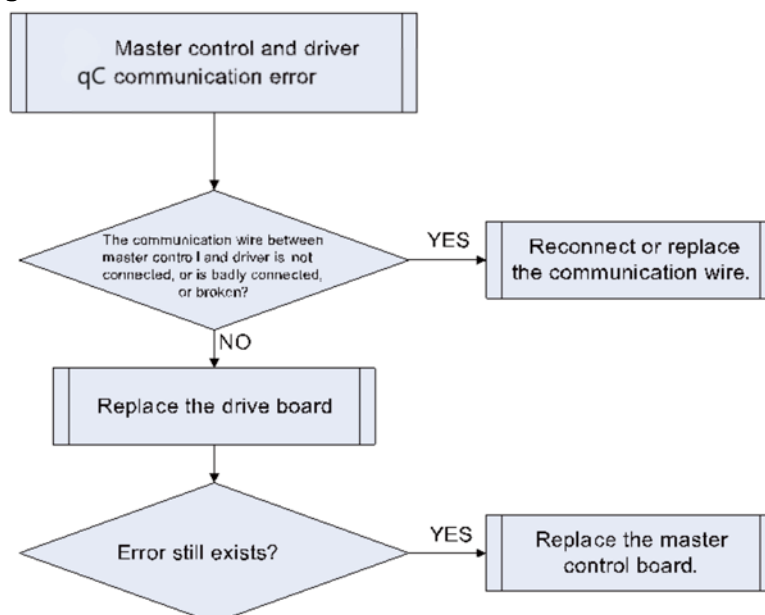 Master control and driver
qC communication error
The communication wire between
master control and driver is not
connected, or is badly connected,
or broken?
YES
Reconnect or replace
the communication wire.
NO
Replace the drive board
Error still exists?
YES
Replace the master
control board.